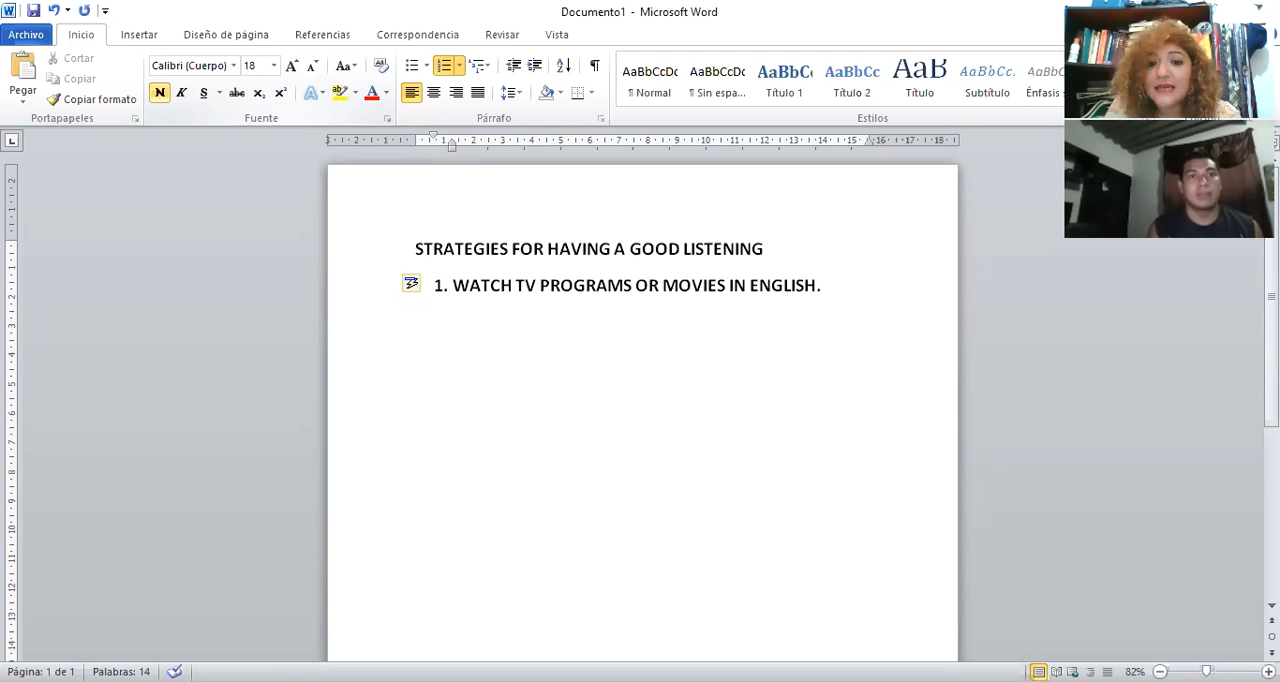 Documento1 - Microsoft Word
Archivo Inicio Insertar Diseño de página Referencias Correspondencia Revisar Vista
Cortar
Copiar
Copiar formato
Pegar
Calibri (Cuerpo) 18
Portapapeles Fuente Párrafo Estilos
AaBbCcDc AaBbCcDc AaBbC AaBbCc AaB AaBbCc. AaBbCc
¶ Normal ¶ Sin espa... Título 1 Título 2 Título Subtítulo Énfasis
STRATEGIES FOR HAVING A GOOD LISTENING
1. WATCH TV PROGRAMS OR MOVIES IN ENGLISH.
Página: 1 de 1 Palabras: 14 82%